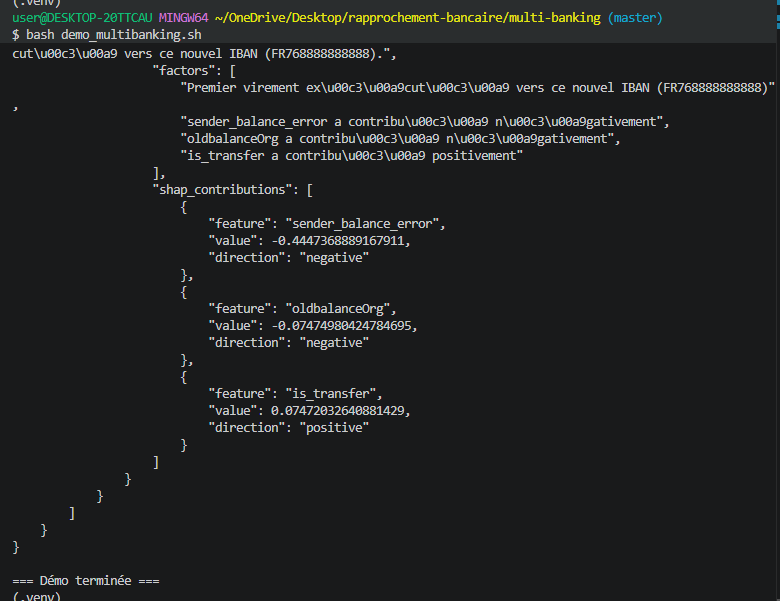 (.venv)
user@DESKTOP-20TTCAU MINGW64 ~/OneDrive/Desktop/rapprochement-bancaire/multi-banking (master)
$ bash demo_multibanking.sh
cut\u00c3\u00a9 vers ce nouvel IBAN (FR768888888888).",
"factors": [
"Premier virement ex\u00c3\u00a9cut\u00c3\u00a9 vers ce nouvel IBAN (FR768888888888)"
,
"sender_balance_error a contribu\u00c3\u00a9 n\u00c3\u00a9gativement",
"oldbalanceOrg a contribu\u00c3\u00a9 n\u00c3\u00a9gativement",
"is_transfer a contribu\u00c3\u00a9 positivement"
],
"shap_contributions": [
{
"feature": "sender_balance_error",
"value": -0.4447368889167911,
"direction": "negative"
},
{
"feature": "oldbalanceOrg",
"value": -0.07474980424784695,
"direction": "negative"
},
{
"feature": "is_transfer",
"value": 0.07472032640881429,
"direction": "positive"
}
]
}
}
]
}
}
=== Démo terminée ===
(.venv)